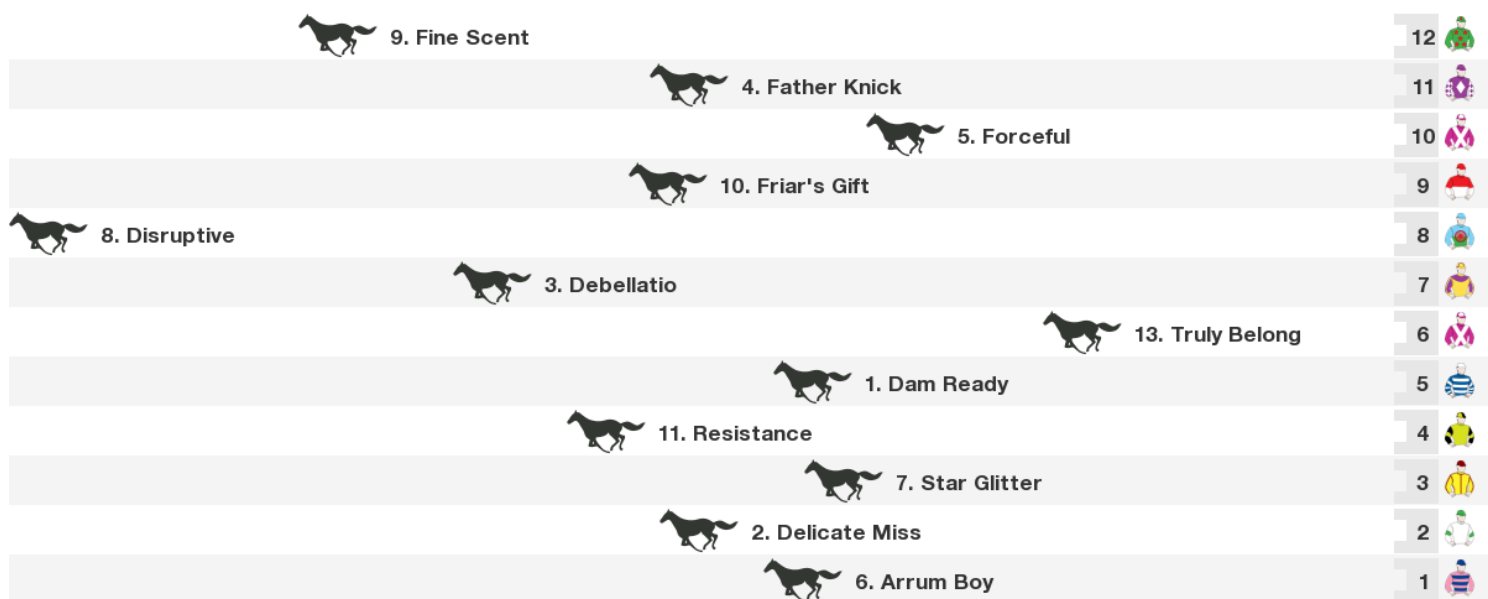 9. Fine Scent 12
4. Father Knick 11
5. Forceful 10
10. Friar's Gift 9
8. Disruptive 8
3. Debellatio 7
13. Truly Belong 6
1. Dam Ready 5
11. Resistance 4
7. Star Glitter 3
2. Delicate Miss 2
6. Arrum Boy 1